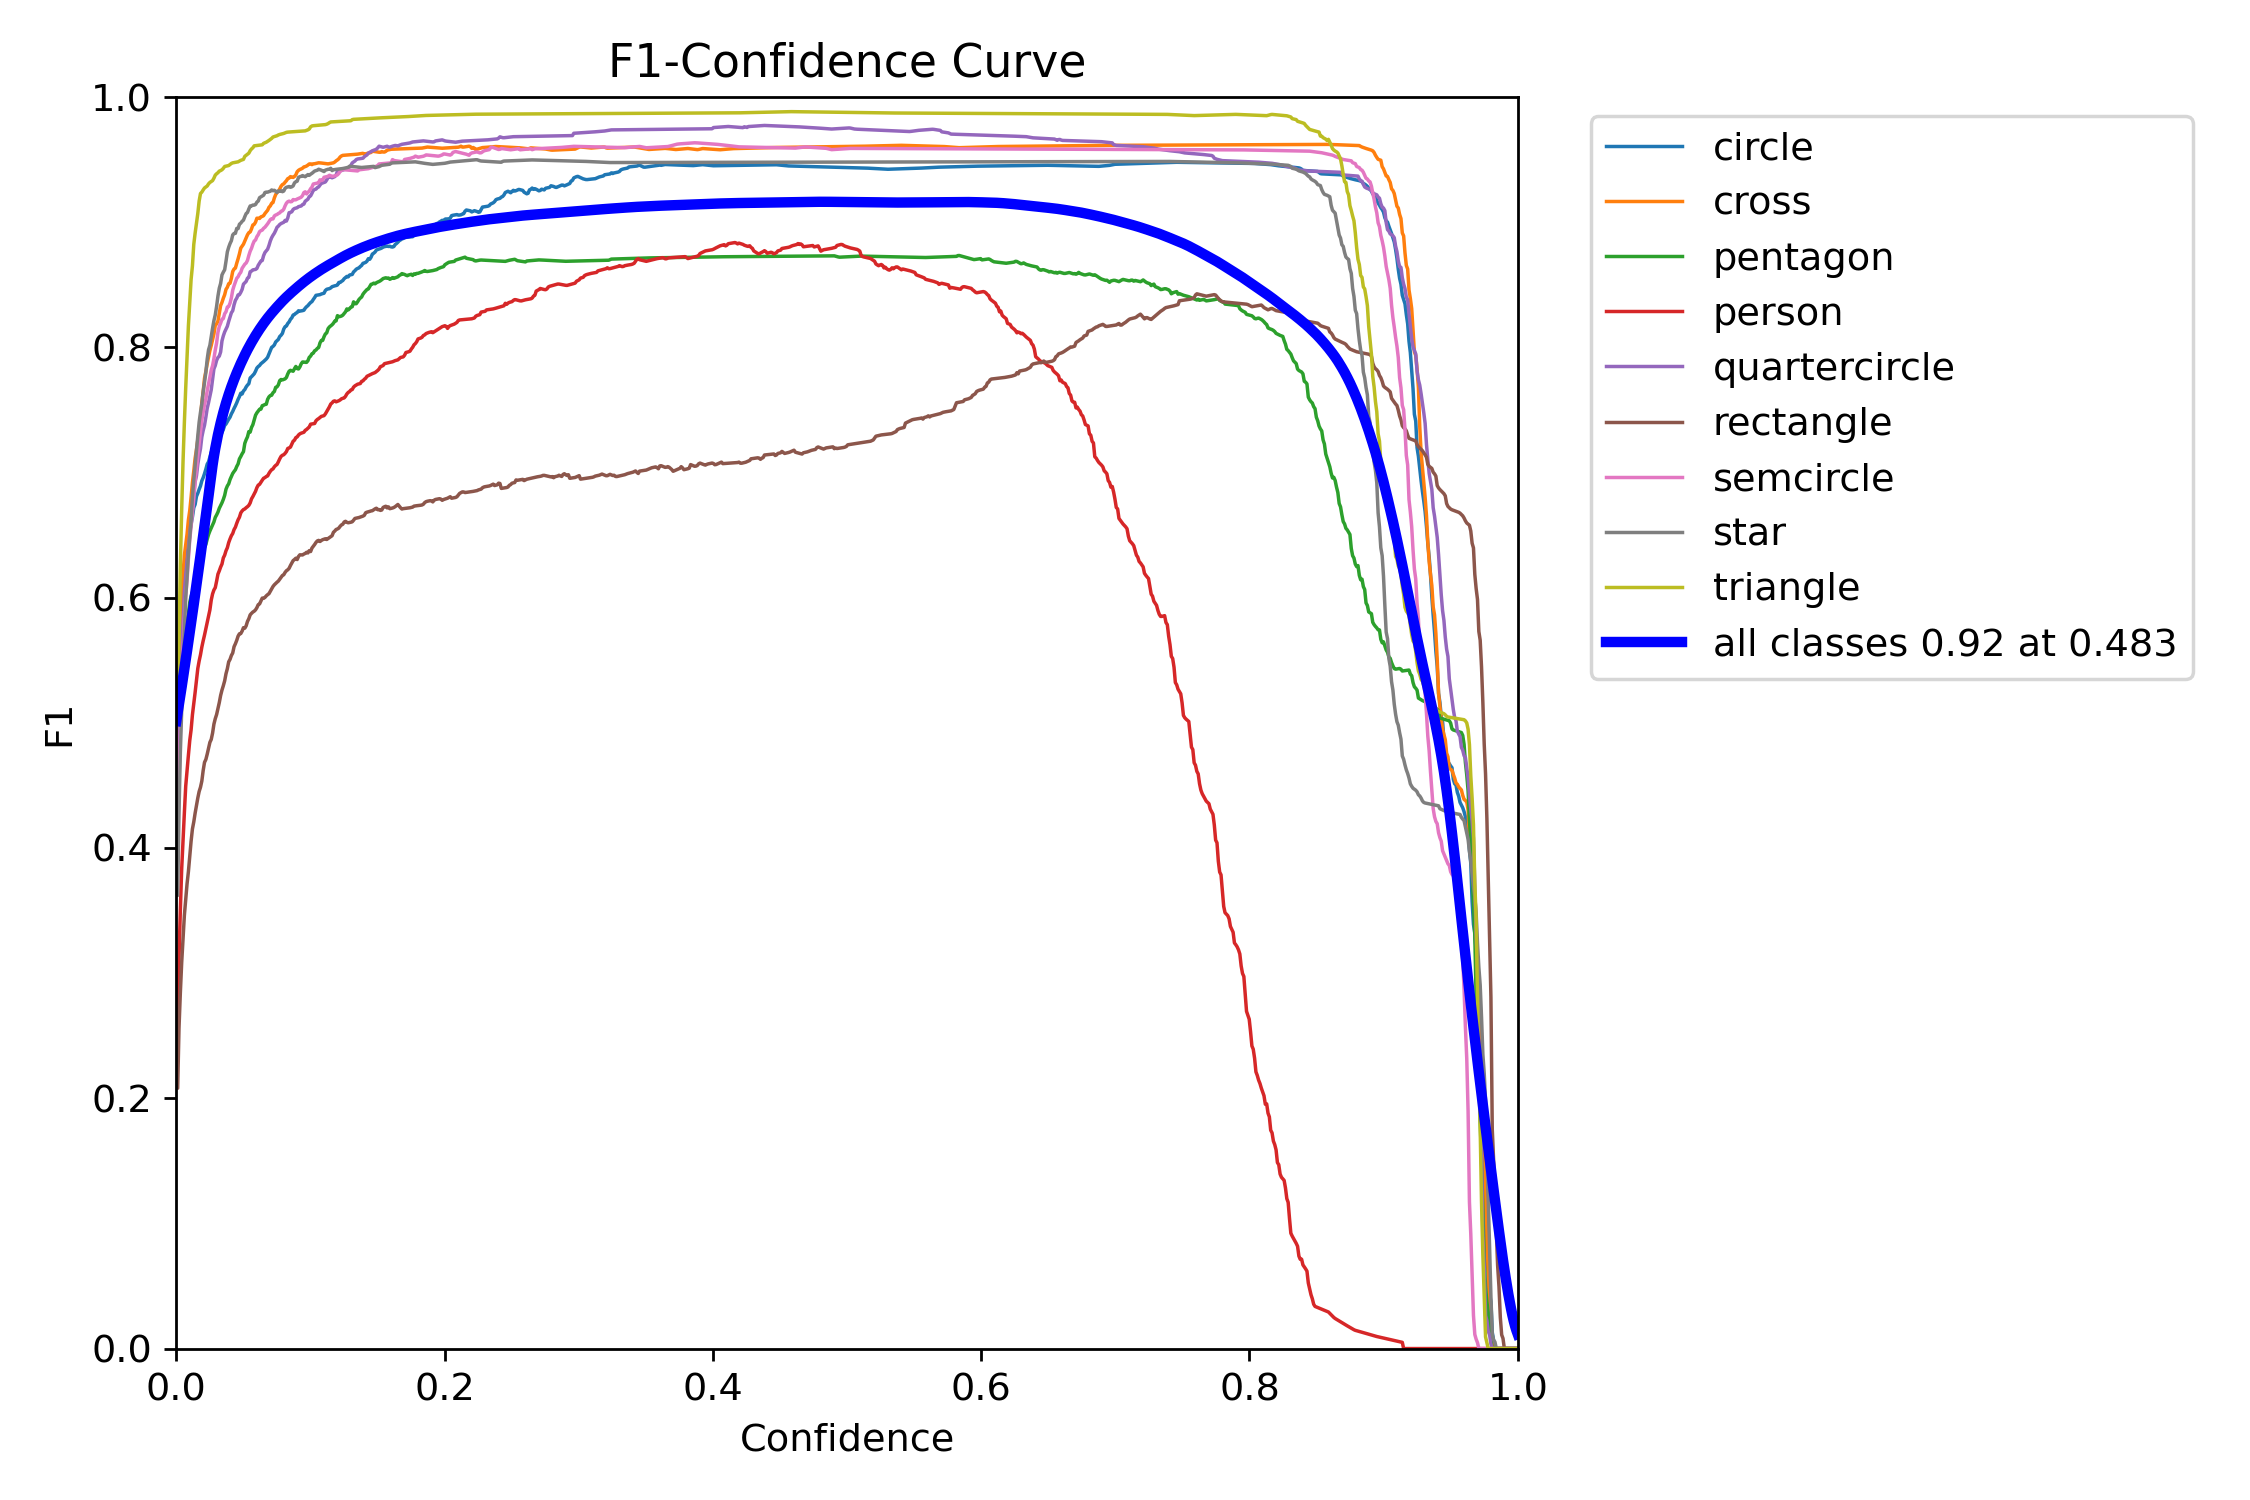 F1-Confidence Curve
1.0
0.8
0.6
0.4
0.2
0.0
F1
0.0 0.2 0.4 0.6 0.8 1.0
Confidence
circle
cross
pentagon
person
quartercircle
rectangle
semcircle
star
triangle
all classes 0.92 at 0.483